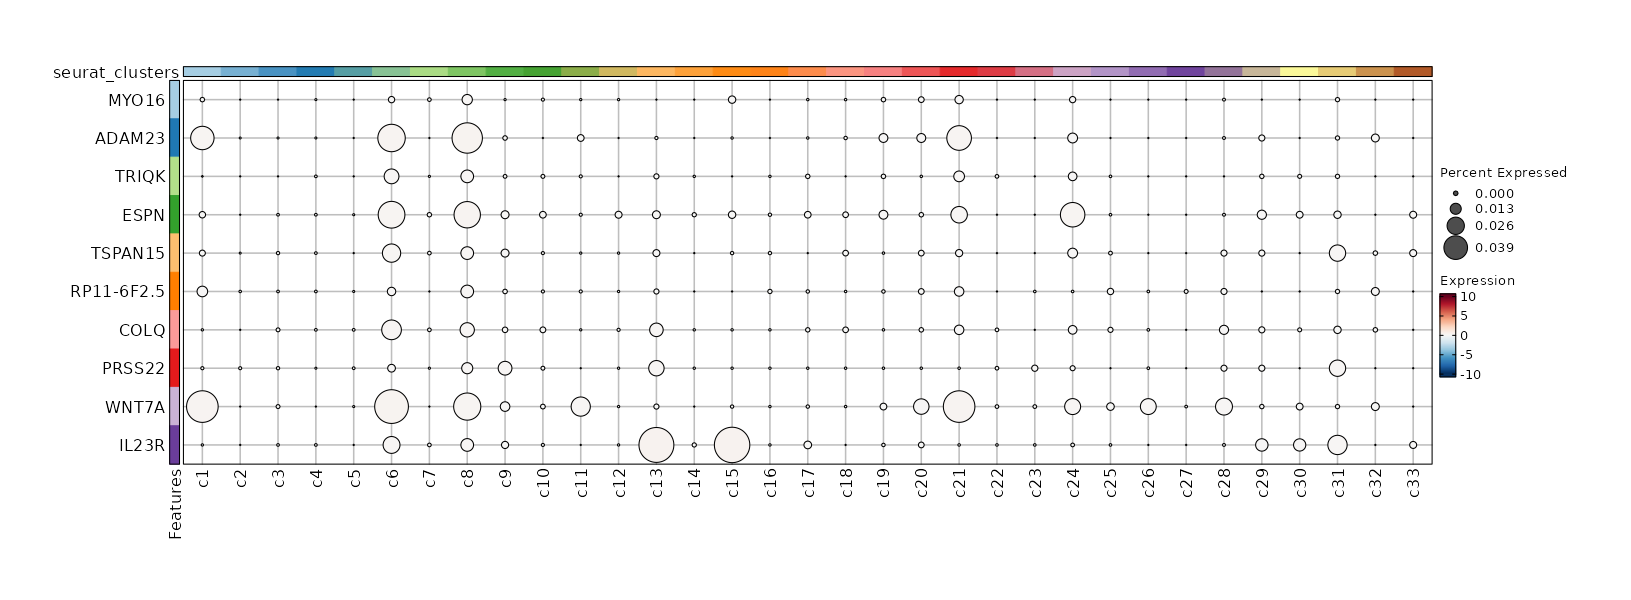 seurat_clusters
MYO16
ADAM23
TRIQK
ESPN
TSPAN15
RP11-6F2.5
COLQ
PRSS22
WNT7A
IL23R
Features
c1 c2 c3 c4 c5 c6 c7 c8 c9 c10 c11 c12 c13 c14 c15 c16 c17 c18 c19 c20 c21 c22 c23 c24 c25 c26 c27 c28 c29 c30 c31 c32 c33
Percent Expressed
0.000
0.013
0.026
0.039
Expression
10
5
0
-5
-10